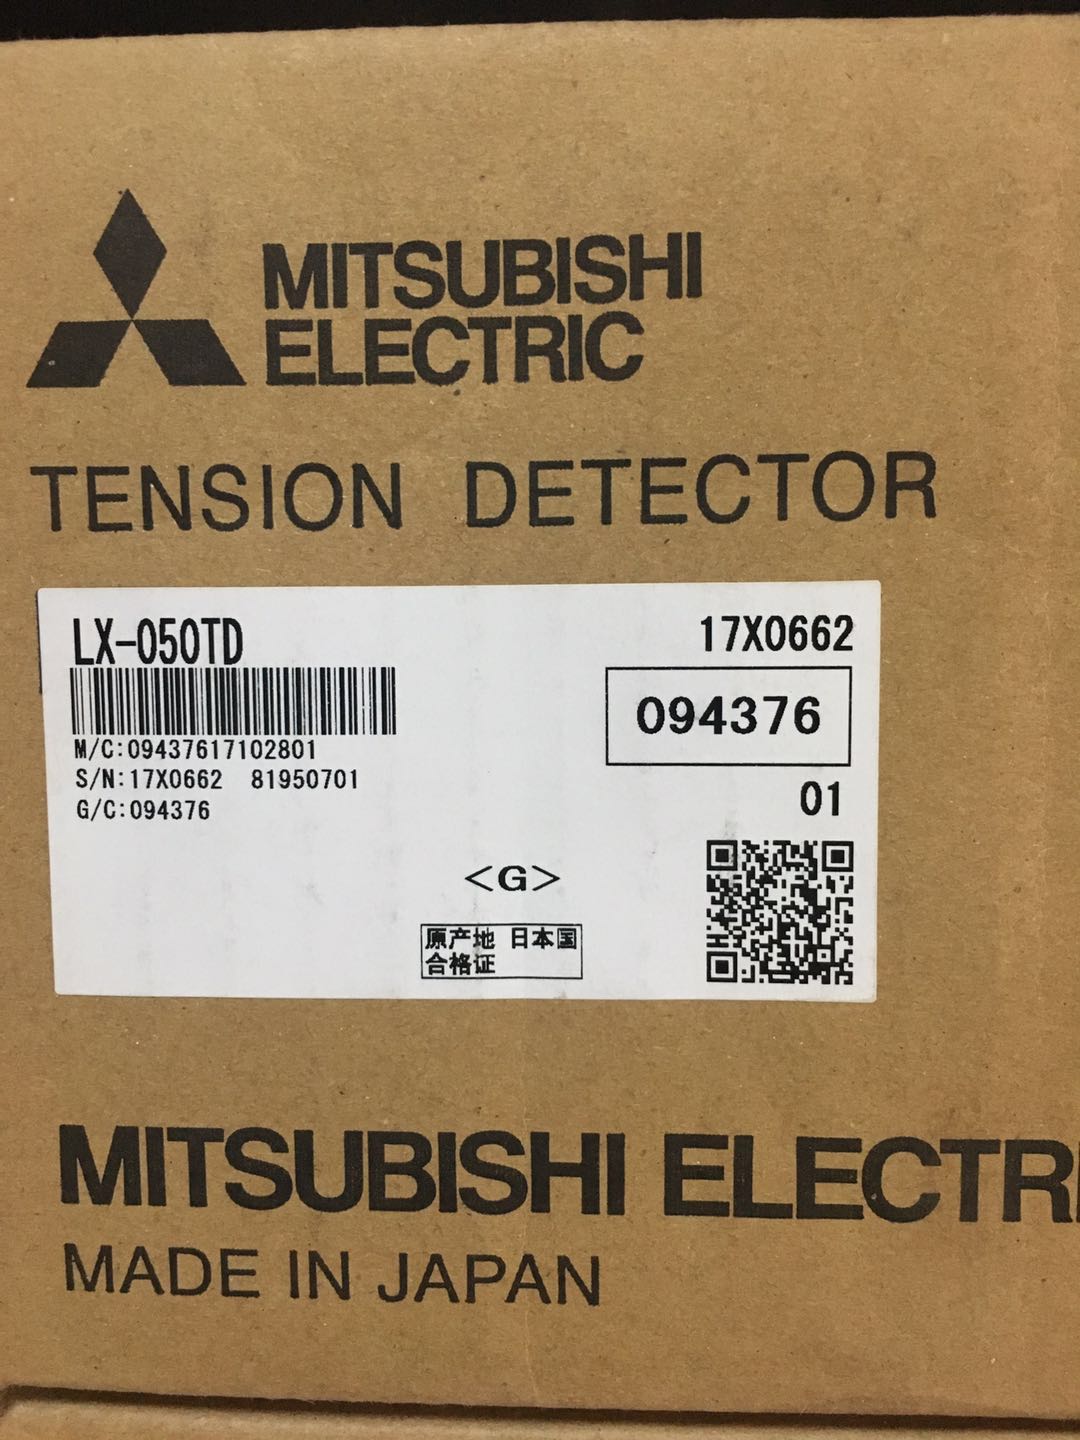 MITSUBISHI
ELECTRIC
TENSION DETECTOR
LX-050TD
17X0662
094376
M/C:09437617102801
S/N:17X0662 81950701
G/C:094376
01
<G>
原产地 日本国
合格证
MITSUBISHI ELECTRI
MADE IN JAPAN